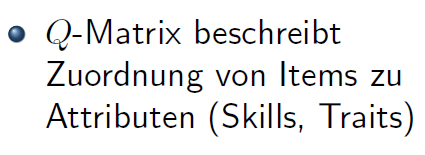 Q-Matrix beschreibt
Zuordnung von Items zu
Attributen (Skills, Traits)